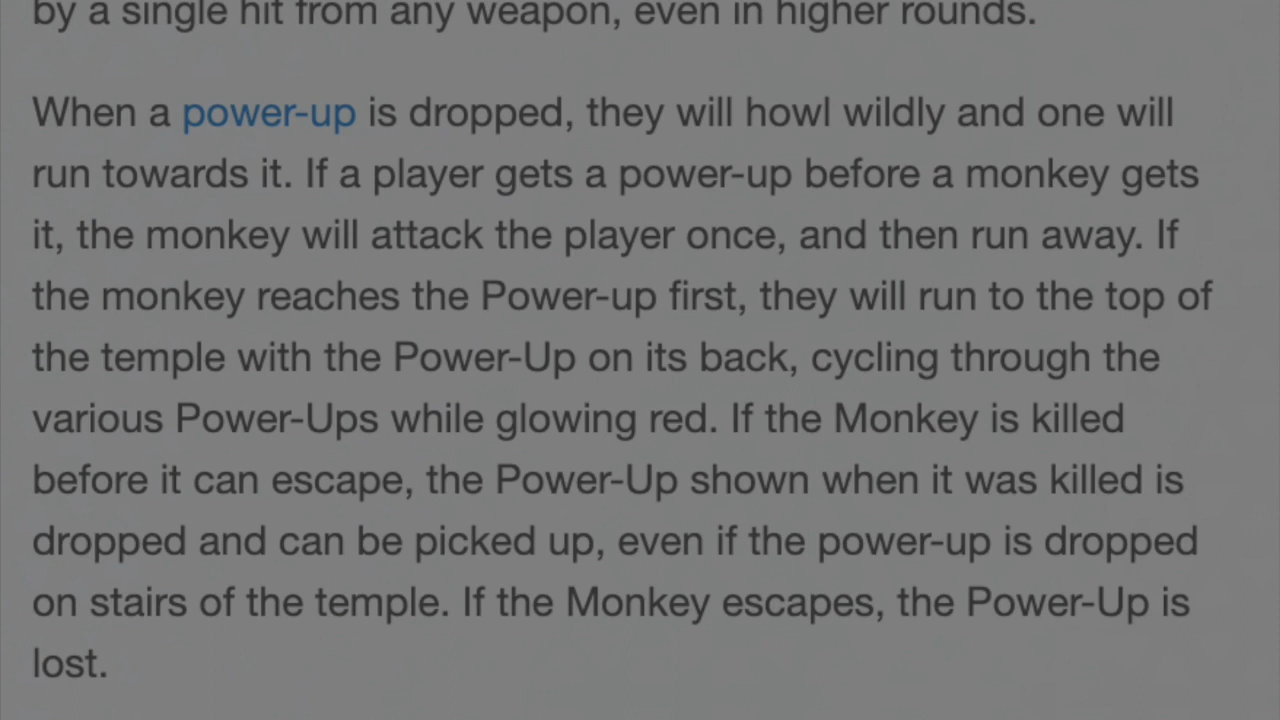 by a single hit from any weapon, even in higher rounds.
When a power-up is dropped, they will howl wildly and one will
run towards it. If a player gets a power-up before a monkey gets
it, the monkey will attack the player once, and then run away. If
the monkey reaches the Power-up first, they will run to the top of
the temple with the Power-Up on its back, cycling through the
various Power-Ups while glowing red. If the Monkey is killed
before it can escape, the Power-Up shown when it was killed is
dropped and can be picked up, even if the power-up is dropped
on stairs of the temple. If the Monkey escapes, the Power-Up is
lost.